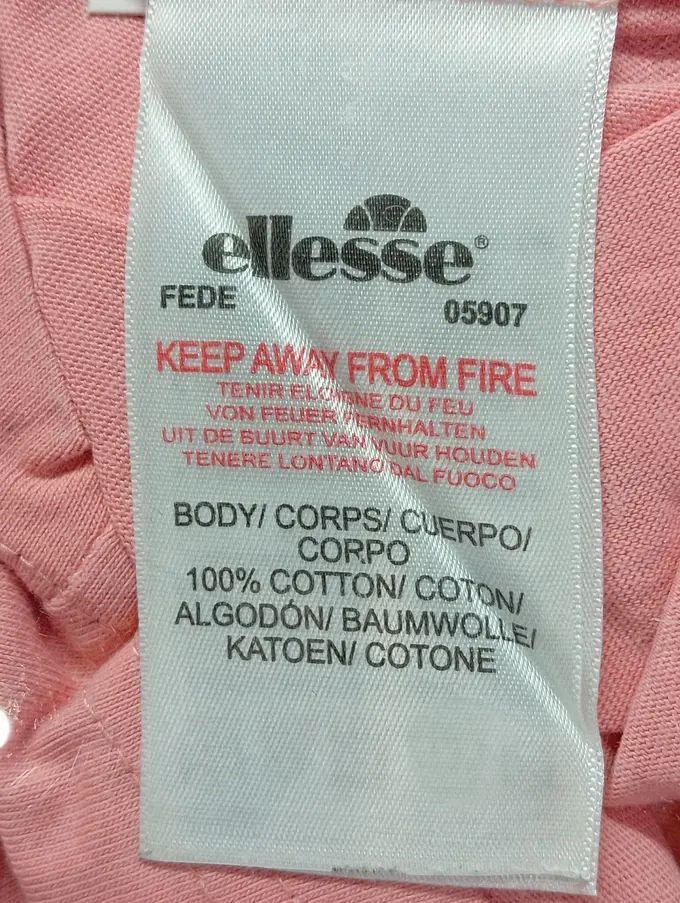 ellesse®
FEDE 05907
KEEP AWAY FROM FIRE
TENIR ELOIGNE DU FEU
VON FEUER FERNHALTEN
UIT DE BUURT VAN VUUR HOUDEN
TENERE LONTANO DAL FUOCO
BODY/ CORPS/ CUERPO/
CORPO
100% COTTON/ COTON/
ALGODÓN/ BAUMWOLLE/
KATOEN/ COTONE